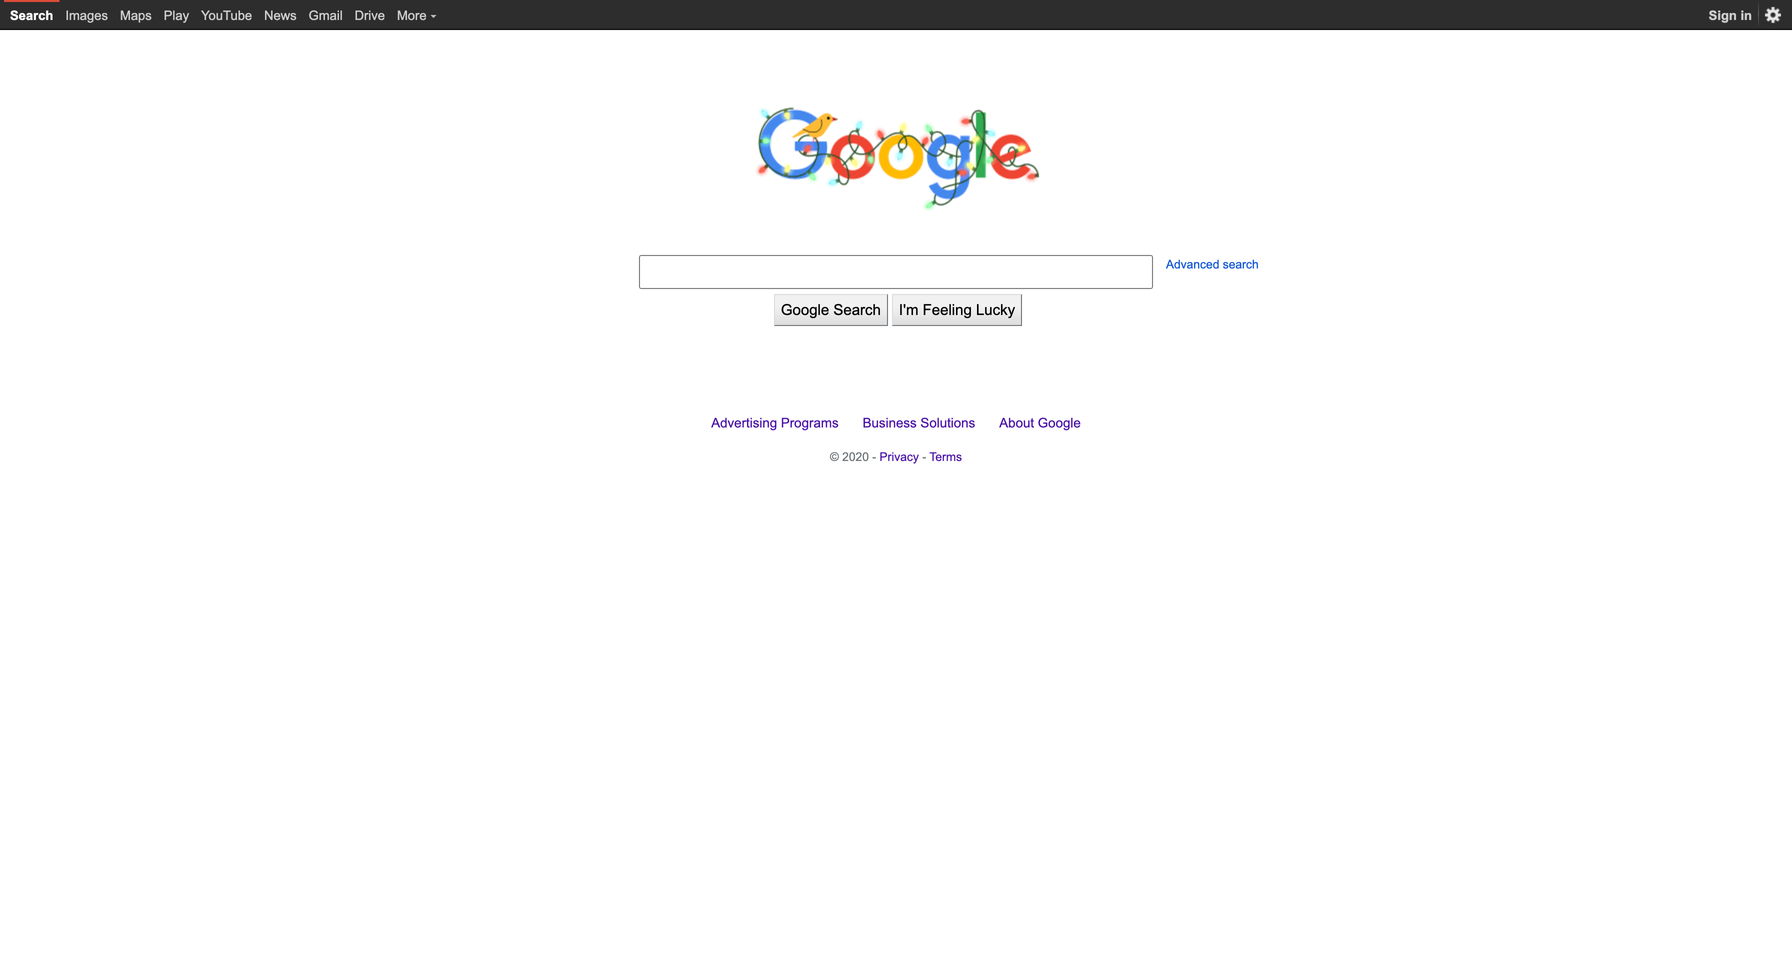 Search Images Maps Play YouTube News Gmail Drive More Sign in
Google
Advanced search
Google Search I'm Feeling Lucky
Advertising Programs Business Solutions About Google
© 2020 - Privacy - Terms